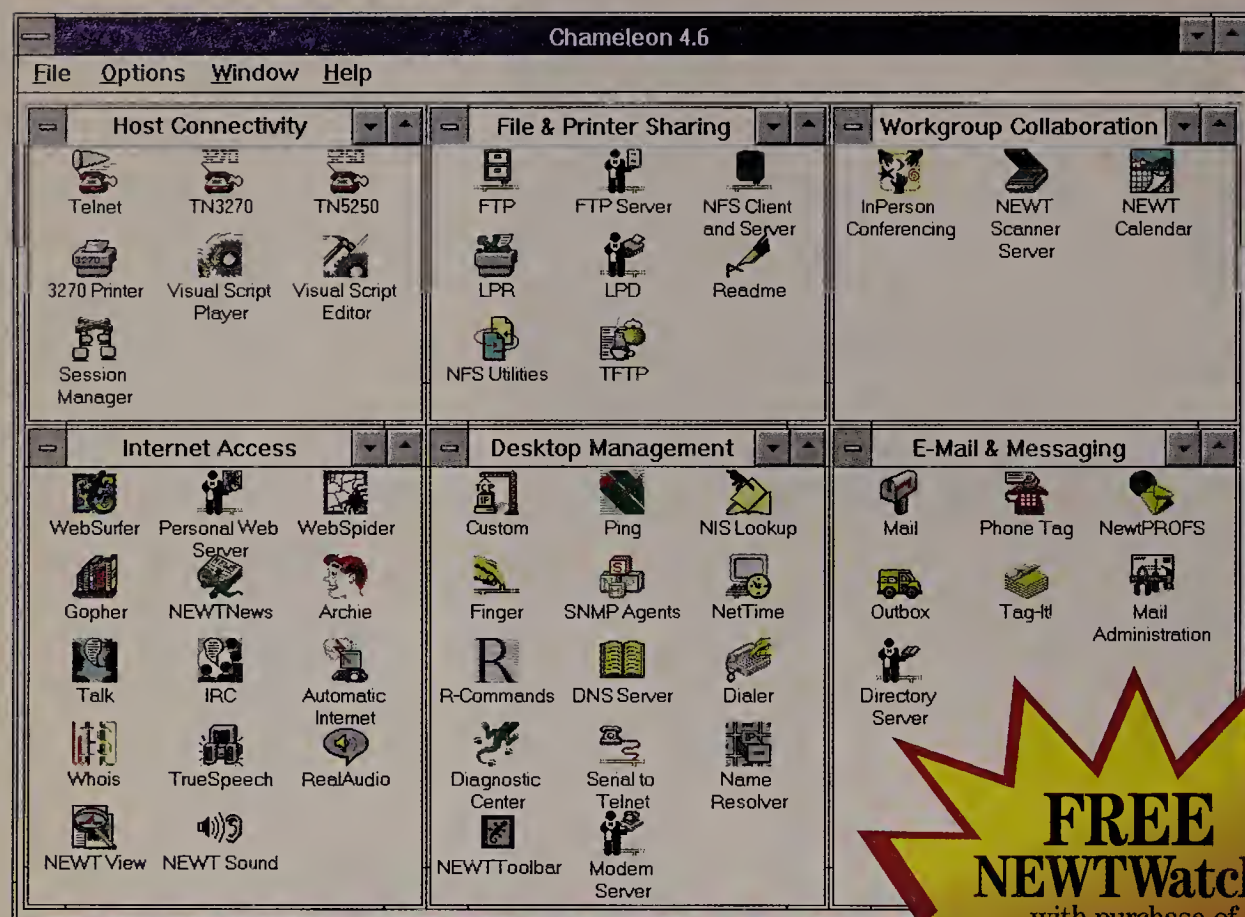 Chameleon 4.6
File Options Window Help
Host Connectivity
Telnet
TN3270
TN5250
3270 Printer
Visual Script
Player
Visual Script
Editor
Session
Manager
File & Printer Sharing
FTP
FTP Server
NFS Client
and Server
LPR
LPD
Readme
NFS Utilities
TFTP
Workgroup Collaboration
InPerson
Conferencing
NEWT
Scanner
Server
NEWT
Calendar
Internet Access
WebSurfer
Personal Web
Server
WebSpider
Gopher
NEWTNews
Archie
Talk
IRC
Automatic
Internet
Whois
TrueSpeech
RealAudio
NEWT View
NEWT Sound
Desktop Management
Custom
Ping
NIS Lookup
Finger
SNMP Agents
NetTime
R-Commands
DNS Server
Dialer
Diagnostic
Center
Serial to
Telnet
Name
Resolver
NEWTToolbar
Modem
Server
E-Mail & Messaging
Mail
Phone Tag
NewtPROFS
Outbox
Tag-It!
Mail
Administration
Directory
Server
FREE
NEWTWatch
with purchase of